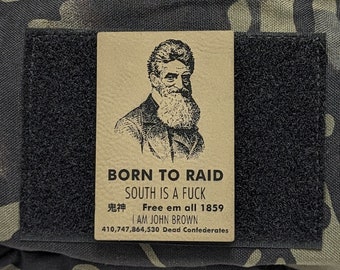 BORN TO RAID
SOUTH IS A FUCK
鬼神 Free em all 1859
I AM JOHN BROWN
410,747,864,530 Dead Confederates